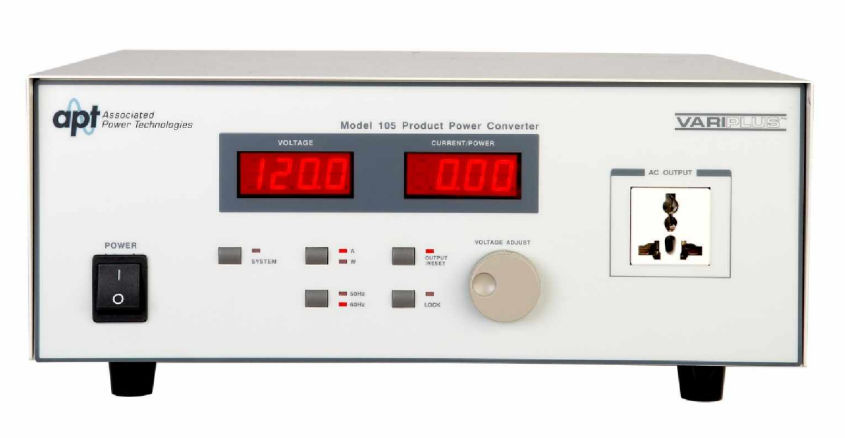 apt Associated
Power Technologies
Model 105 Product Power Converter
VARIPLUS™
VOLTAGE
CURRENT/POWER
120.0
0.00
AC OUTPUT
POWER
I
O
SYSTEM
A
W
OUTPUT
/RESET
VOLTAGE ADJUST
50Hz
60Hz
LOCK